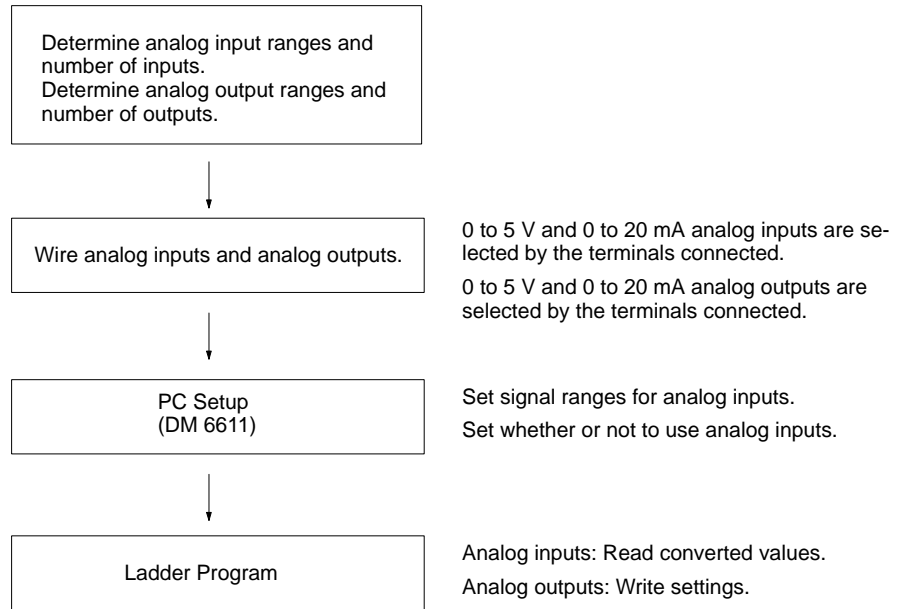 Determine analog input ranges and
number of inputs.
Determine analog output ranges and
number of outputs.
Wire analog inputs and analog outputs.
0 to 5 V and 0 to 20 mA analog inputs are se-
lected by the terminals connected.
0 to 5 V and 0 to 20 mA analog outputs are
selected by the terminals connected.
PC Setup
(DM 6611)
Set signal ranges for analog inputs.
Set whether or not to use analog inputs.
Ladder Program
Analog inputs: Read converted values.
Analog outputs: Write settings.